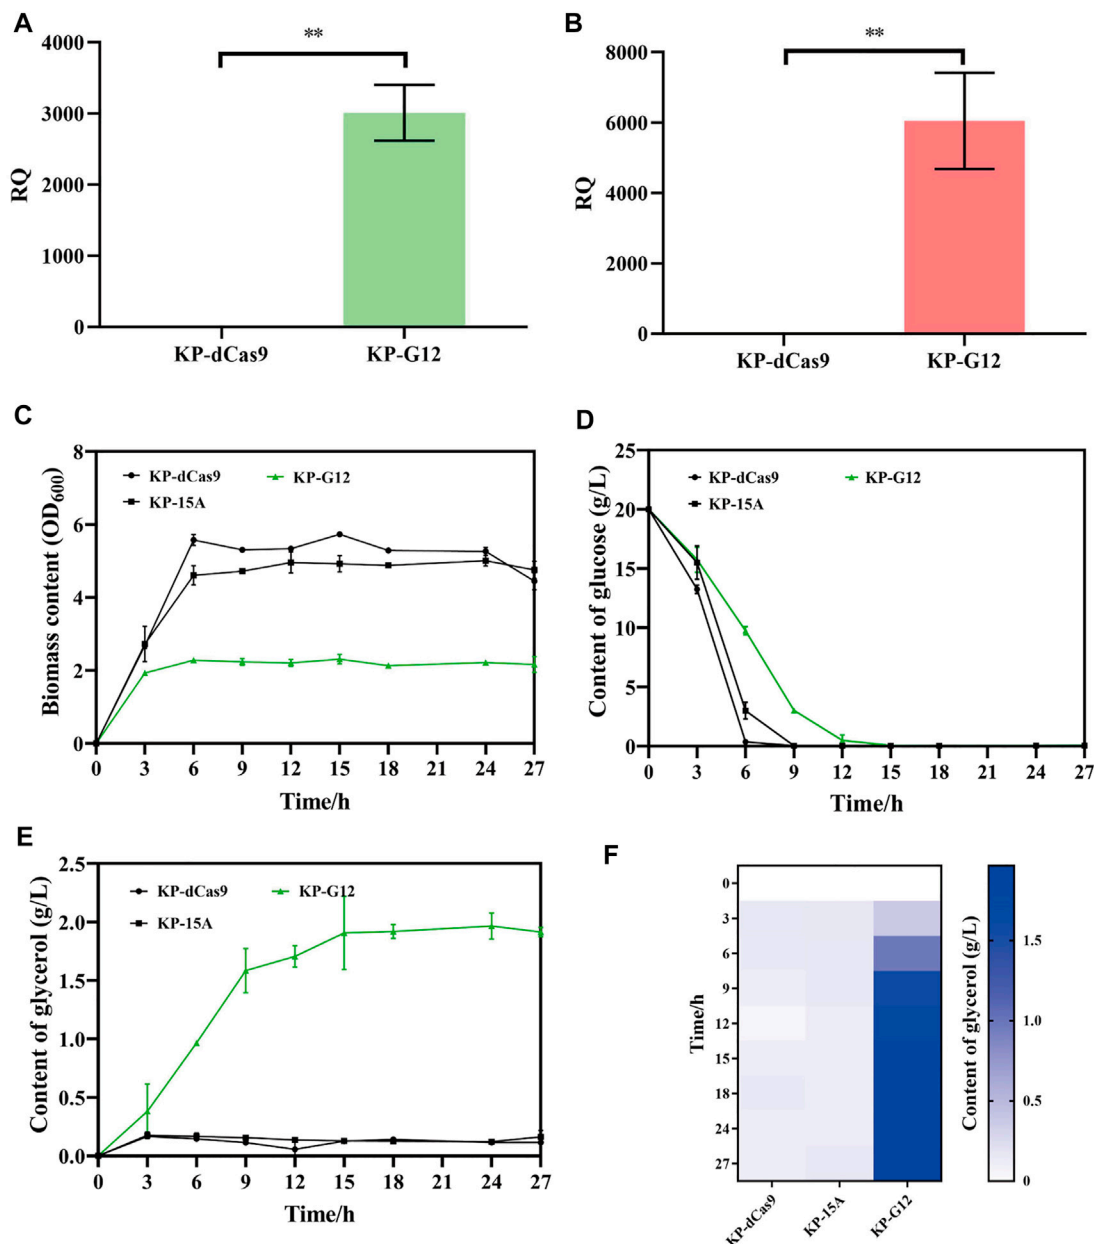 A
**
4000
3000
2000
1000
0
RQ
KP-dCas9 KP-G12
B
**
8000
6000
4000
2000
0
RQ
KP-dCas9 KP-G12
C
8
6
4
2
0
Biomass content (OD600)
KP-dCas9 KP-G12
KP-15A
0 3 6 9 12 15 18 21 24 27
Time/h
D
25
20
15
10
5
0
Content of glucose (g/L)
KP-dCas9 KP-G12
KP-15A
0 3 6 9 12 15 18 21 24 27
Time/h
E
2.5
2.0
1.5
1.0
0.5
0.0
Content of glycerol (g/L)
KP-dCas9 KP-G12
KP-15A
0 3 6 9 12 15 18 21 24 27
Time/h
F
0
3
6
9
12
15
18
24
27
Time/h
KP-dCas9 KP-15A KP-G12
Content of glycerol (g/L)
1.5
1.0
0.5
0